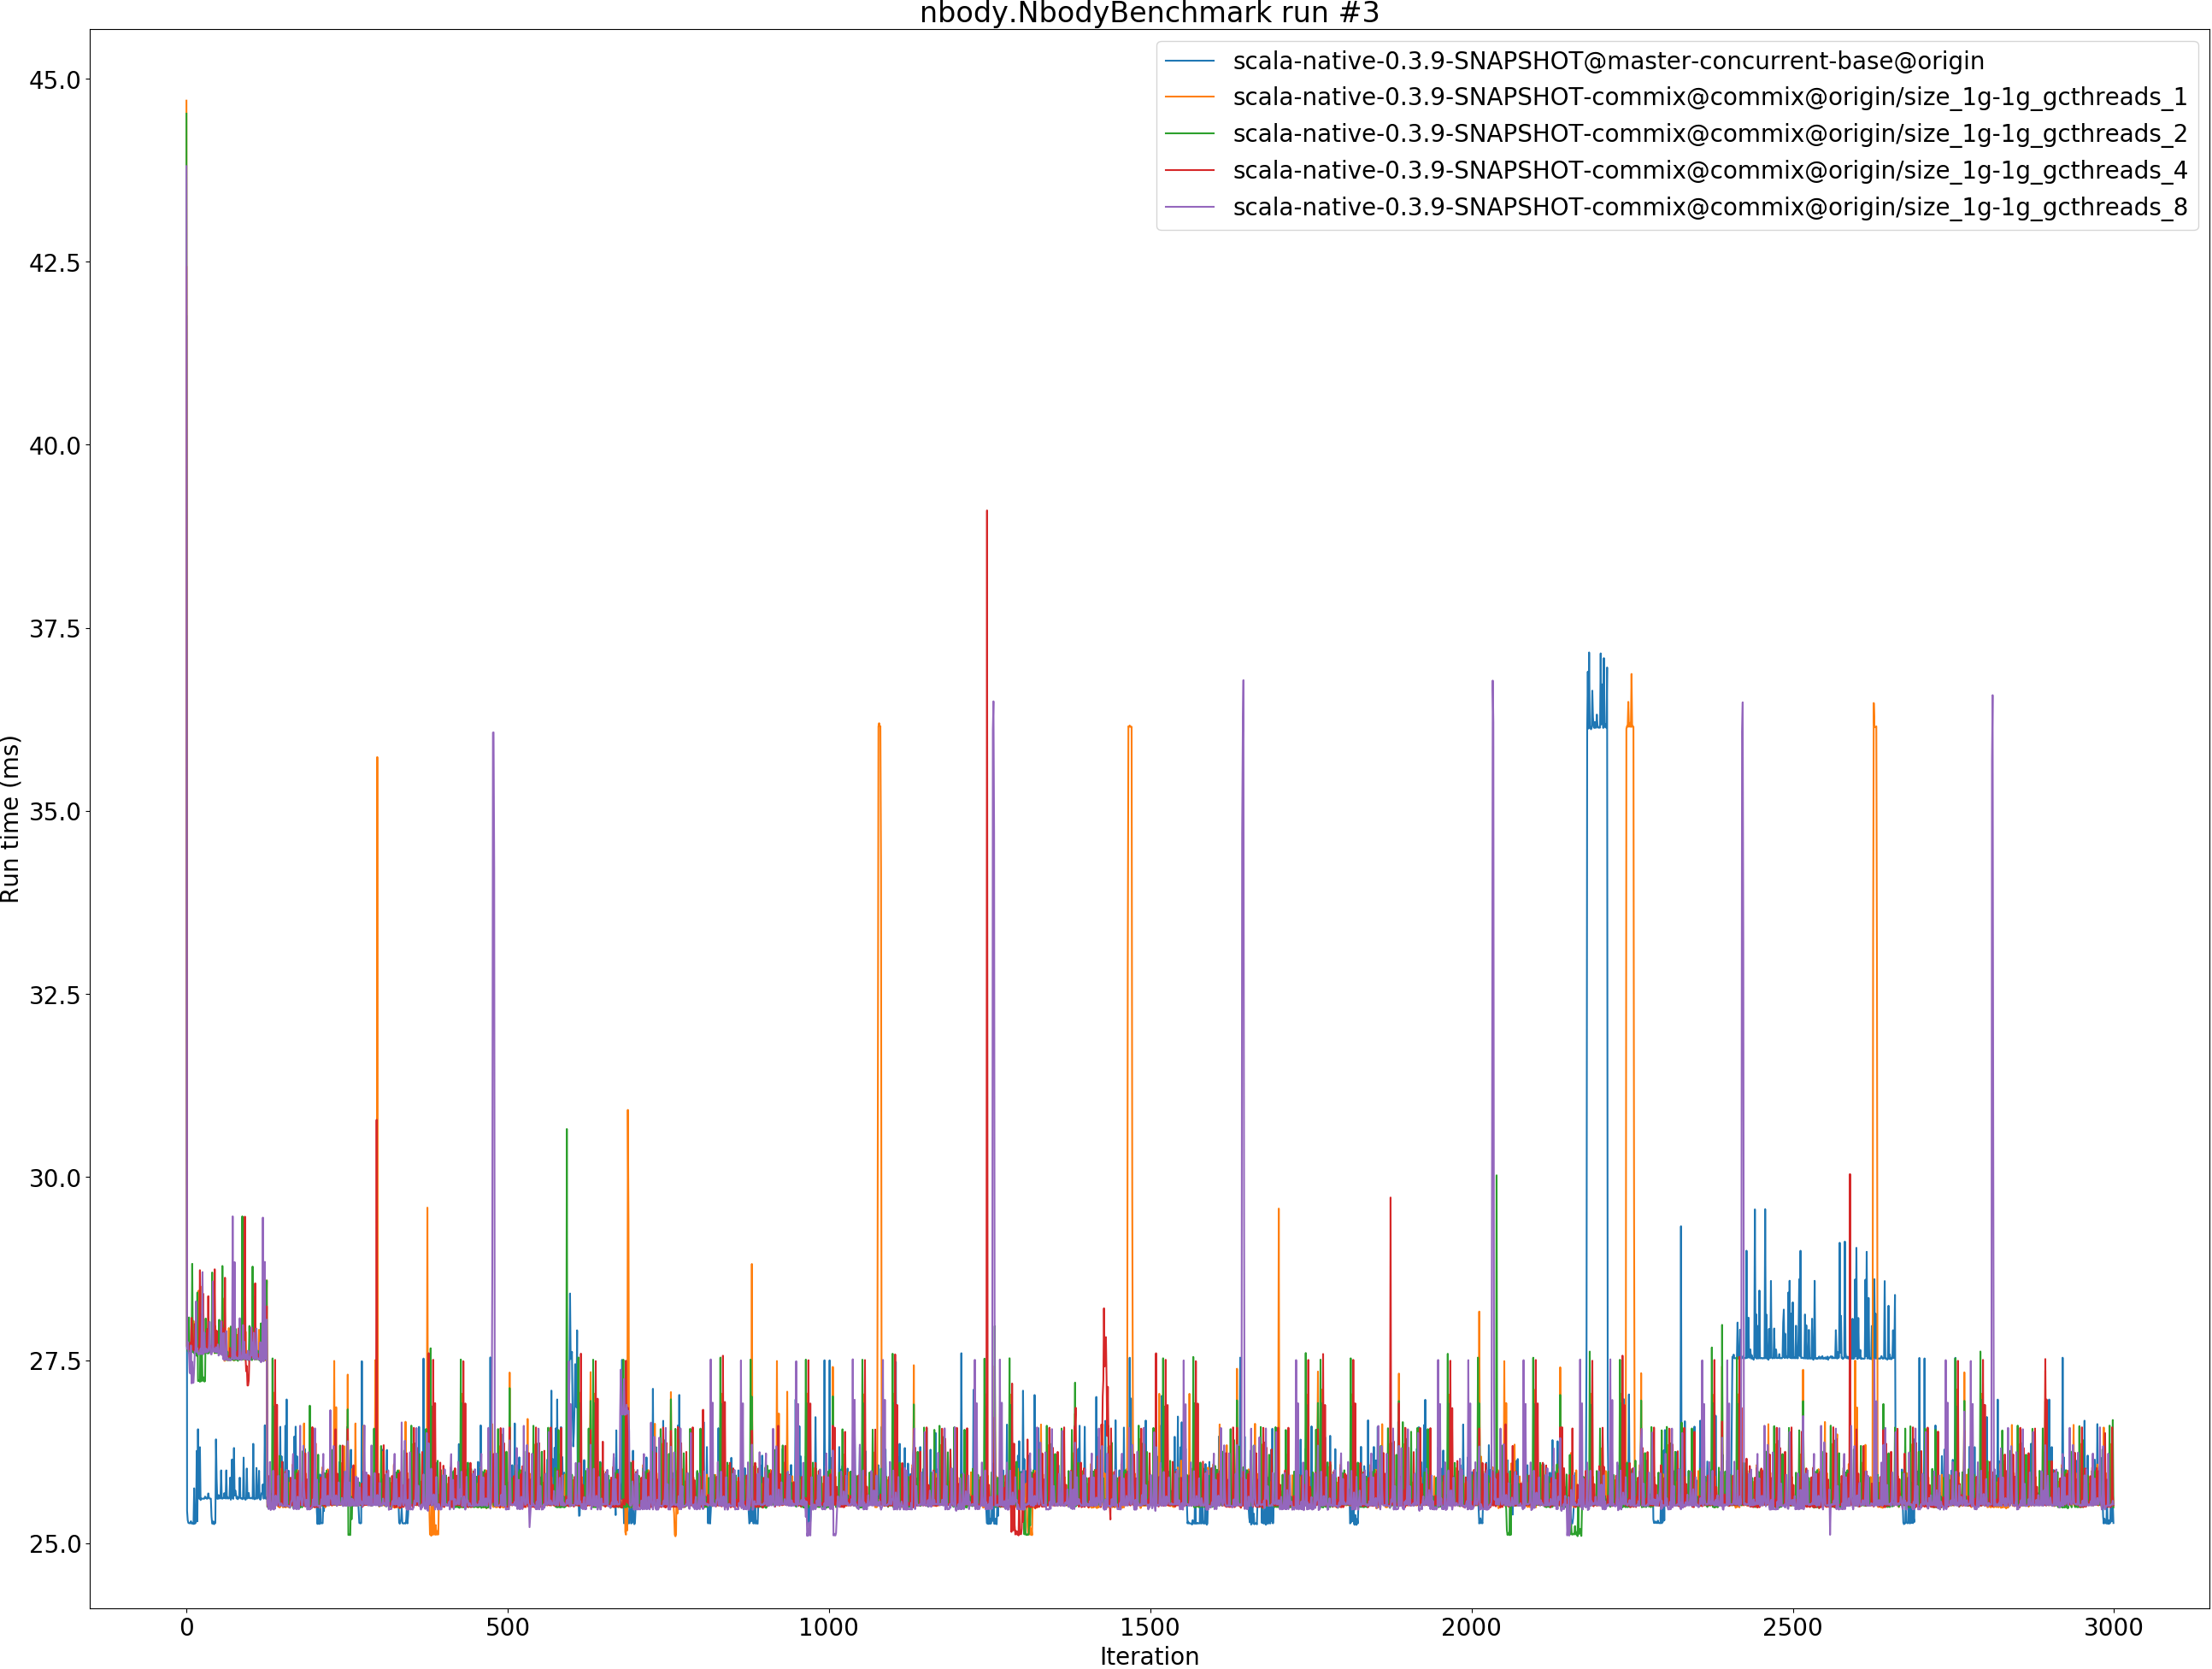 nbody.NbodyBenchmark run #3
scala-native-0.3.9-SNAPSHOT@master-concurrent-base@origin
scala-native-0.3.9-SNAPSHOT-commix@commix@origin/size_1g-1g_gcthreads_1
scala-native-0.3.9-SNAPSHOT-commix@commix@origin/size_1g-1g_gcthreads_2
scala-native-0.3.9-SNAPSHOT-commix@commix@origin/size_1g-1g_gcthreads_4
scala-native-0.3.9-SNAPSHOT-commix@commix@origin/size_1g-1g_gcthreads_8
45.0
42.5
40.0
37.5
35.0
32.5
30.0
27.5
25.0
Run time (ms)
0 500 1000 1500 2000 2500 3000
Iteration